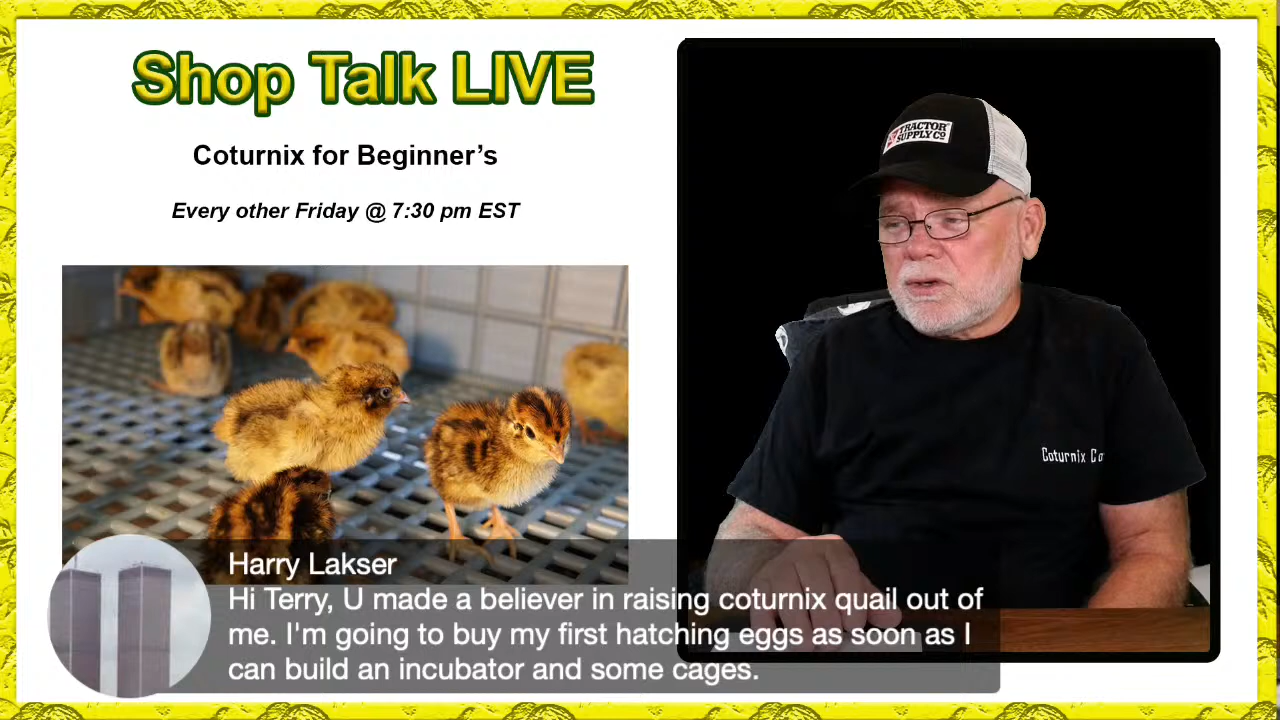 Shop Talk LIVE
Coturnix for Beginner's
Every other Friday @ 7:30 pm EST
TRACTOR
SUPPLY CO
Coturnix Co
Harry Lakser
Hi Terry, U made a believer in raising coturnix quail out of
me. I'm going to buy my first hatching eggs as soon as I
can build an incubator and some cages.